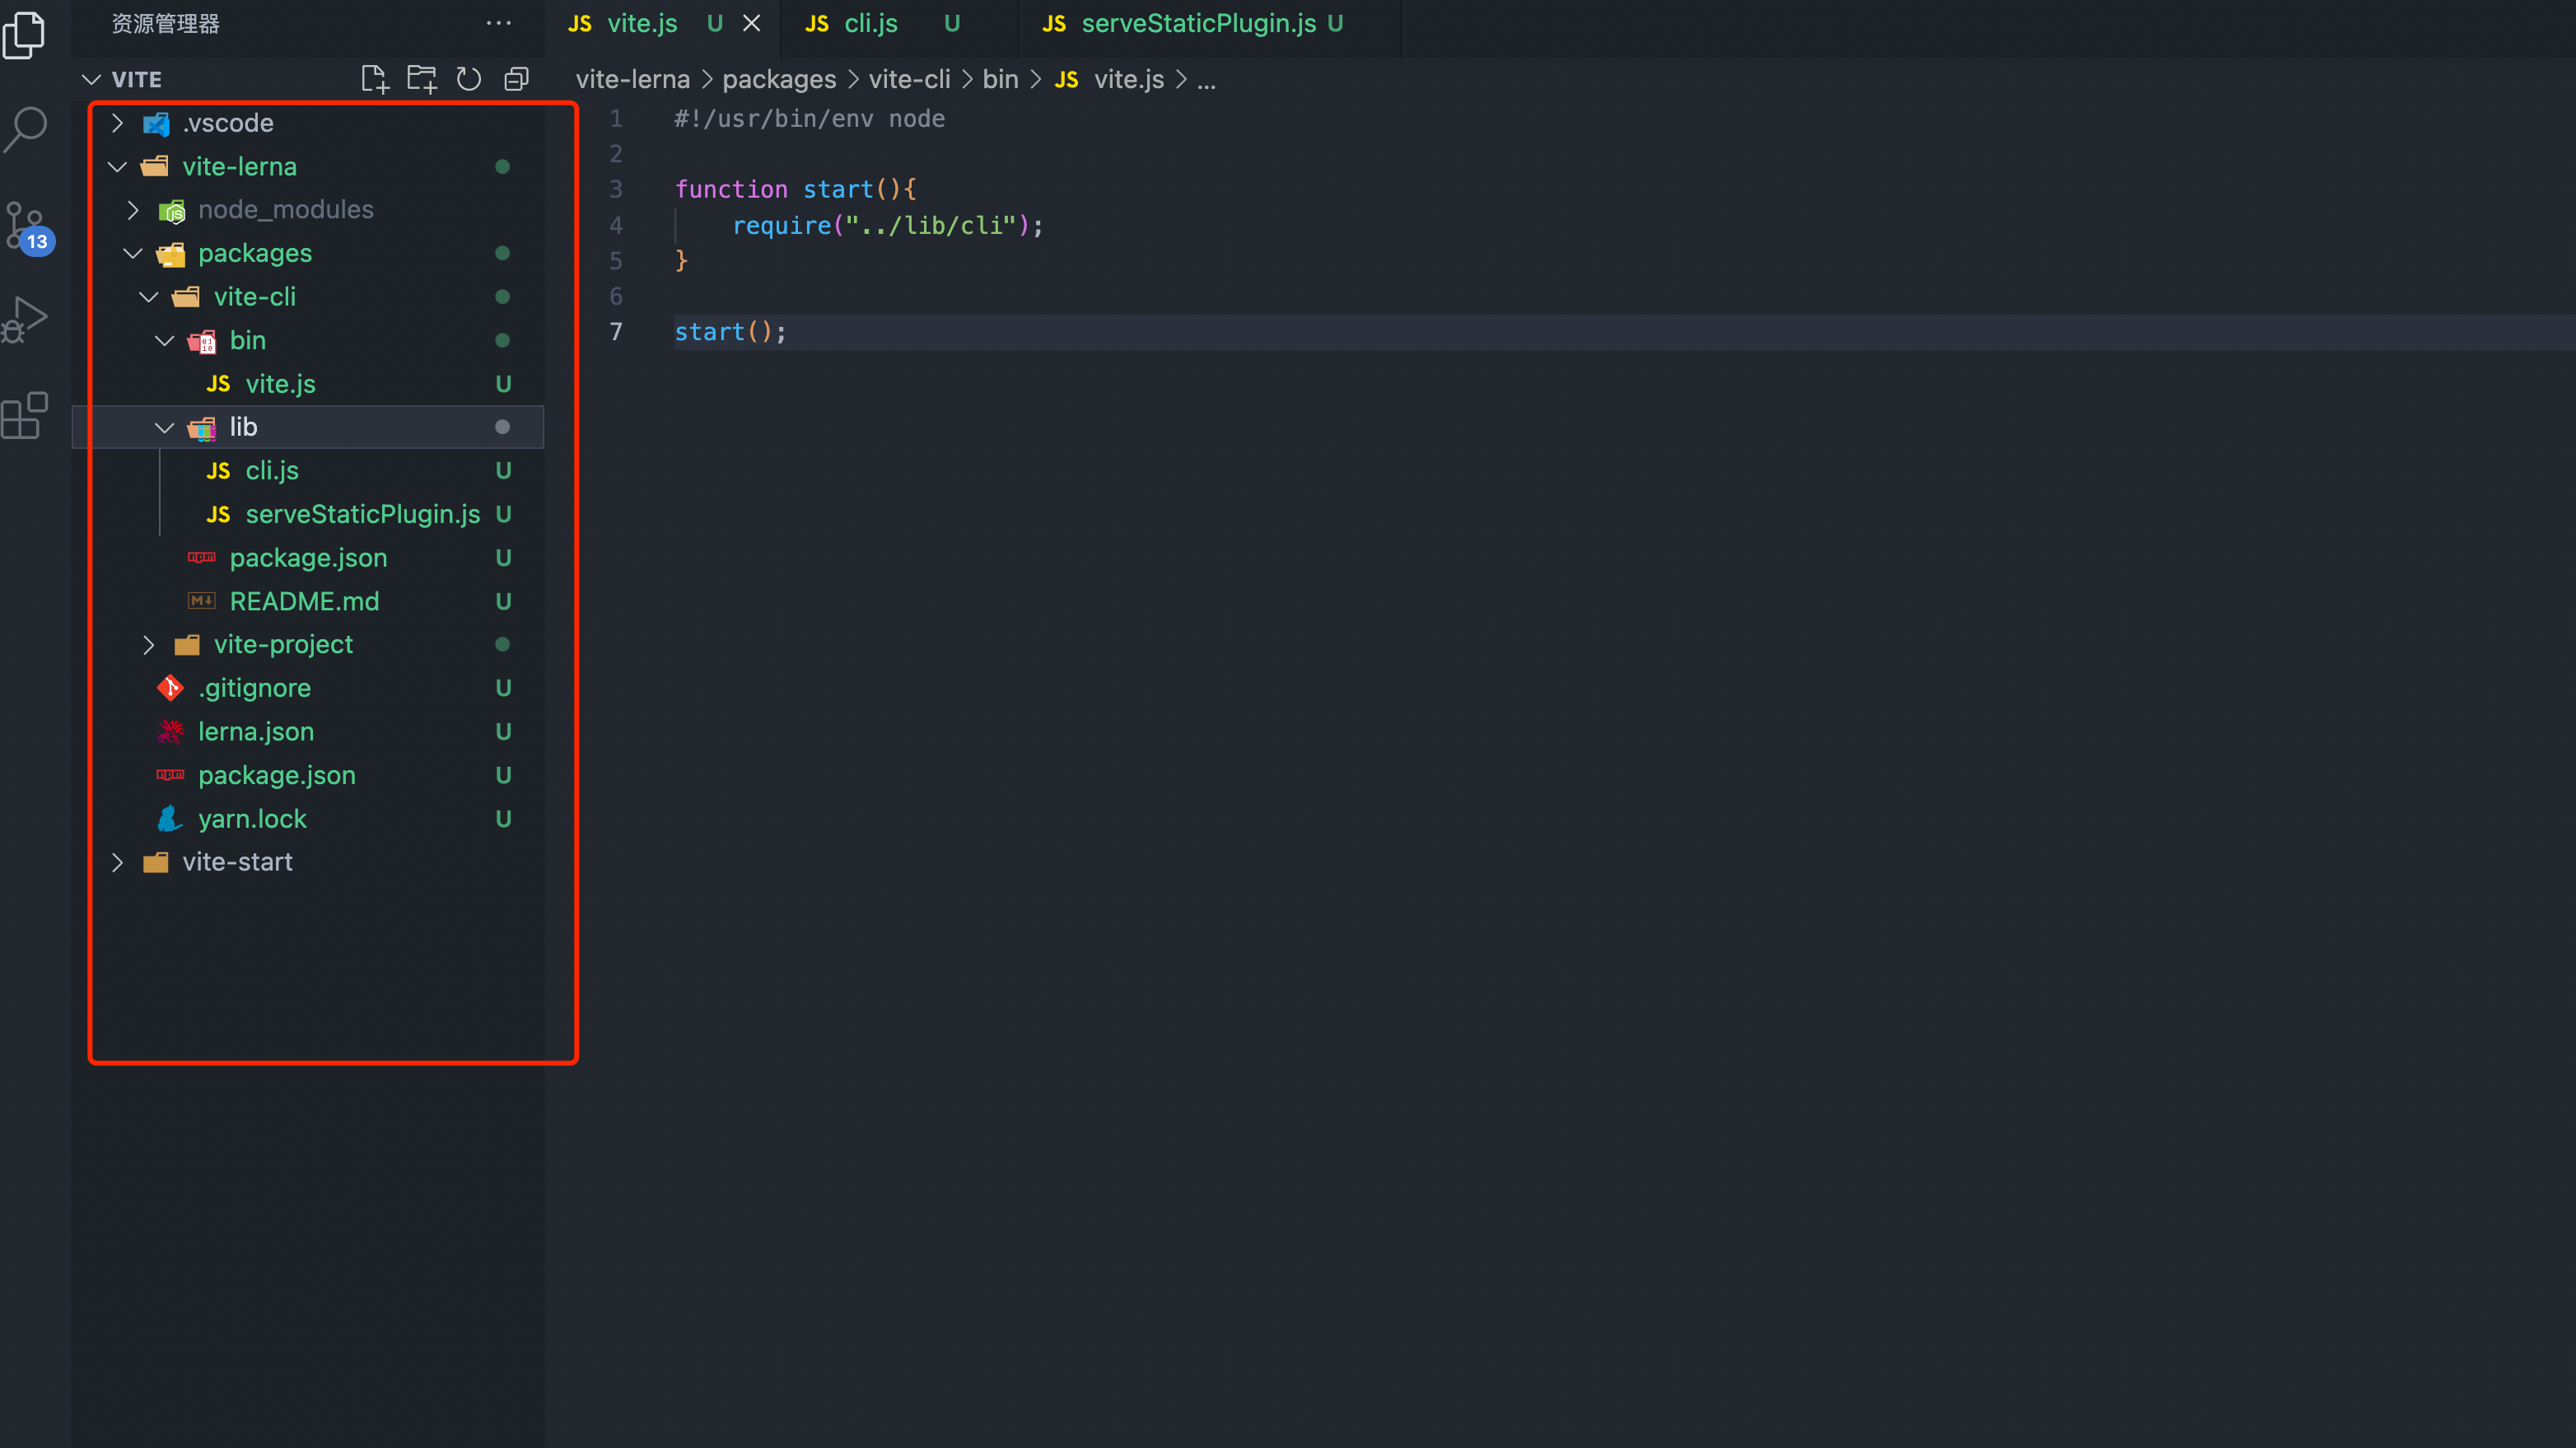 资源管理器
VITE
.vscode
vite-lerna
node_modules
packages
vite-cli
bin
JS vite.js U
lib
JS cli.js U
JS serveStaticPlugin.js U
package.json U
README.md U
vite-project
.gitignore U
lerna.json U
package.json U
yarn.lock U
vite-start
13
JS vite.js U
JS cli.js U
JS serveStaticPlugin.js U
vite-lerna > packages > vite-cli > bin > JS vite.js > ...
1 #!/usr/bin/env node
2
3 function start(){
4 require("../lib/cli");
5 }
6
7 start();